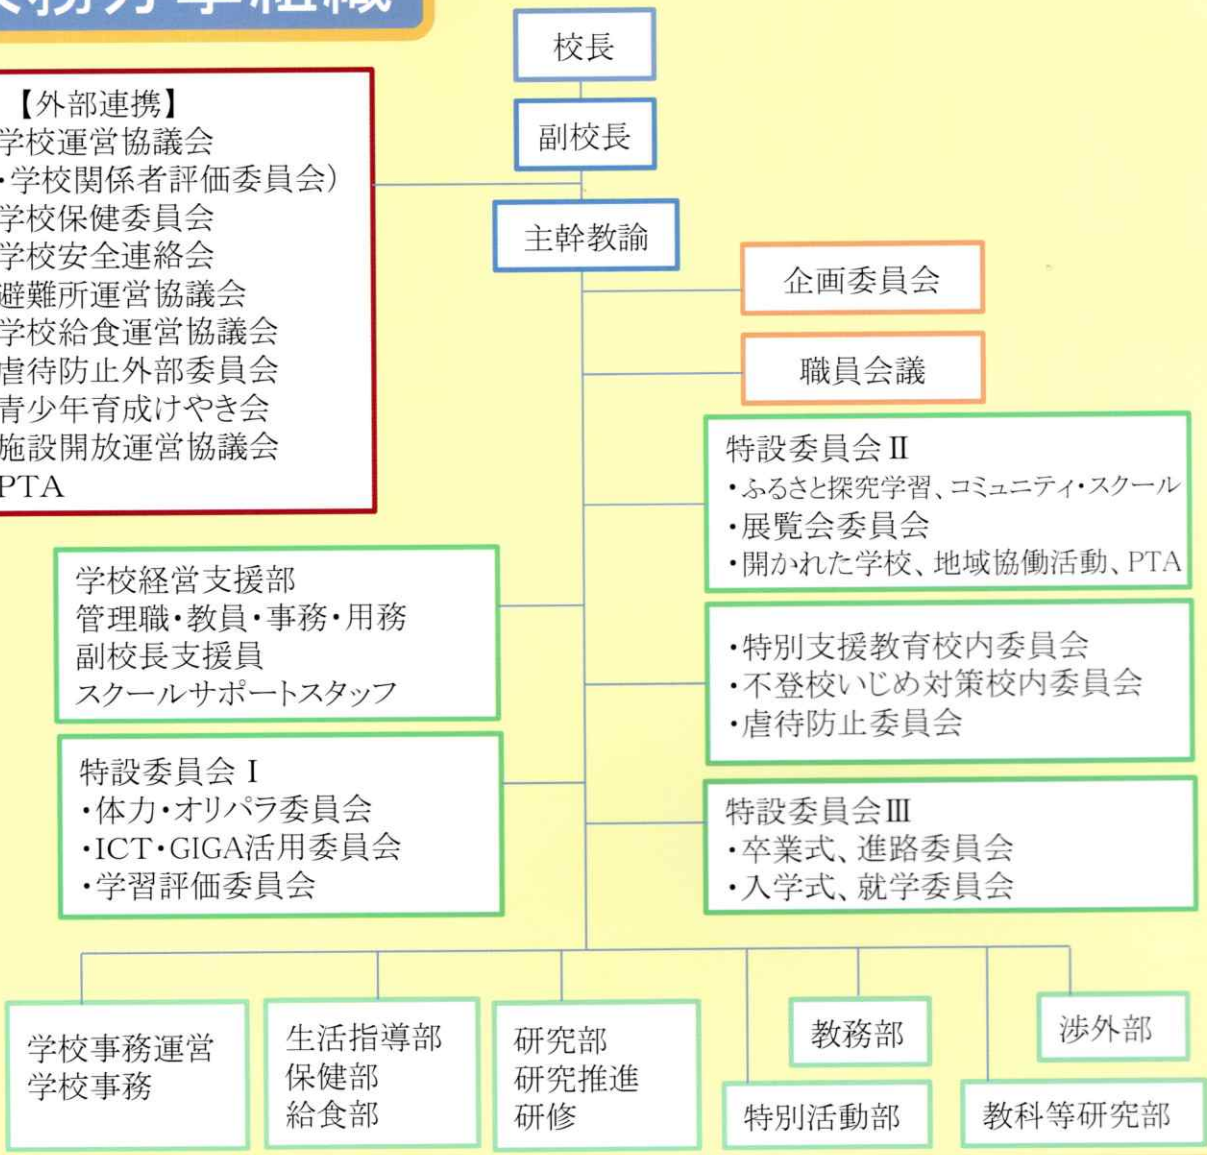 務分掌組織
校長
副校長
主幹教諭
【外部連携】
学校運営協議会
・学校関係者評価委員会)
学校保健委員会
学校安全連絡会
避難所運営協議会
学校給食運営協議会
虐待防止外部委員会
青少年育成けやき会
施設開放運営協議会
PTA
企画委員会
職員会議
特設委員会Ⅱ
・ふるさと探究学習、コミュニティ・スクール
・展覧会委員会
・開かれた学校、地域協働活動、PTA
学校経営支援部
管理職・教員・事務・用務
副校長支援員
スクールサポートスタッフ
・特別支援教育校内委員会
・不登校いじめ対策校内委員会
・虐待防止委員会
特設委員会Ⅰ
・体力・オリパラ委員会
・ICT・GIGA活用委員会
・学習評価委員会
特設委員会Ⅲ
・卒業式、進路委員会
・入学式、就学委員会
学校事務運営
学校事務
生活指導部
保健部
給食部
研究部
研究推進
研修
教務部
渉外部
特別活動部
教科等研究部